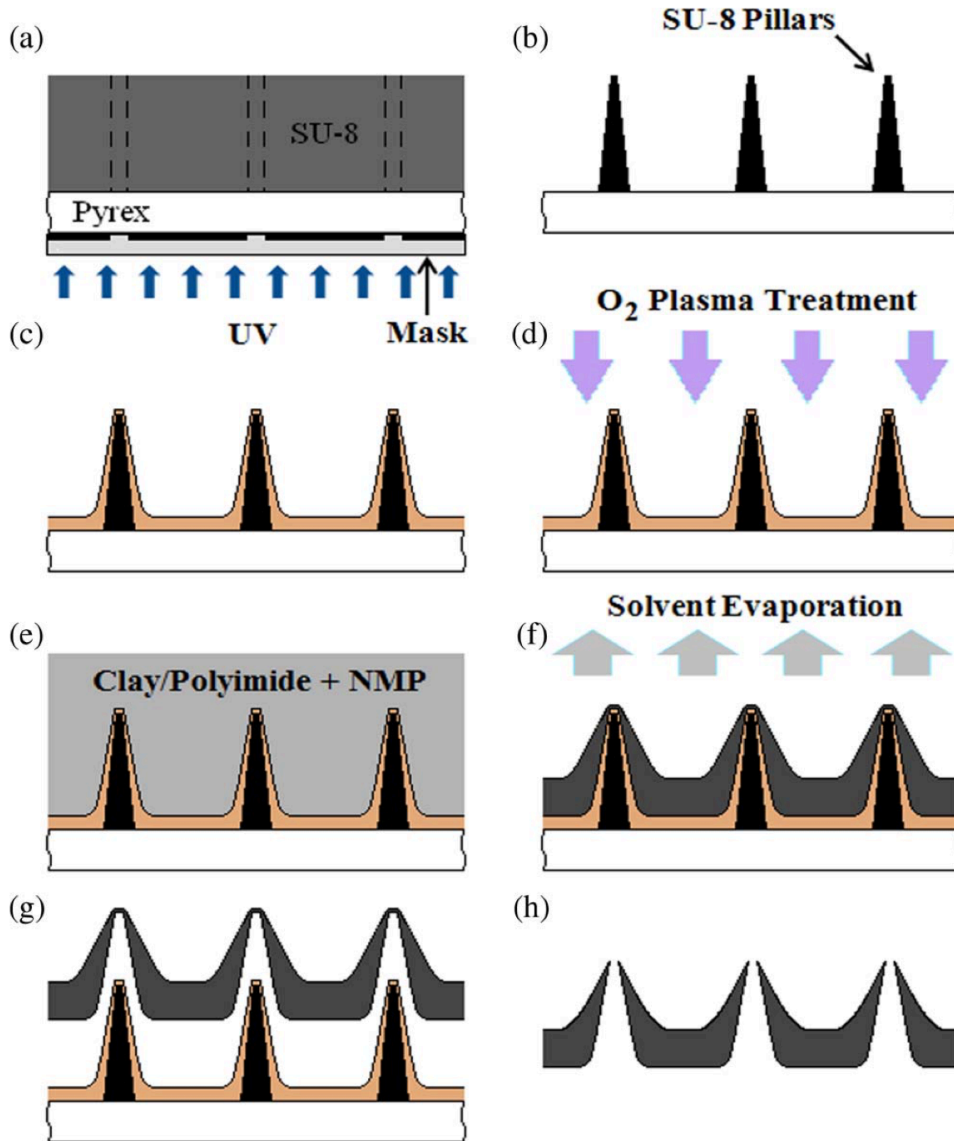 (a)
SU-8
Pyrex
UV
Mask
(b)
SU-8 Pillars
(c)
(d)
O₂ Plasma Treatment
(e)
Clay/Polyimide + NMP
(f)
Solvent Evaporation
(g)
(h)